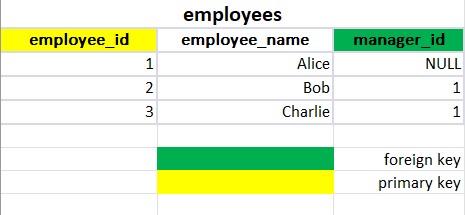 employees
employee_id employee_name manager_id
1 Alice NULL
2 Bob 1
3 Charlie 1
foreign key
primary key